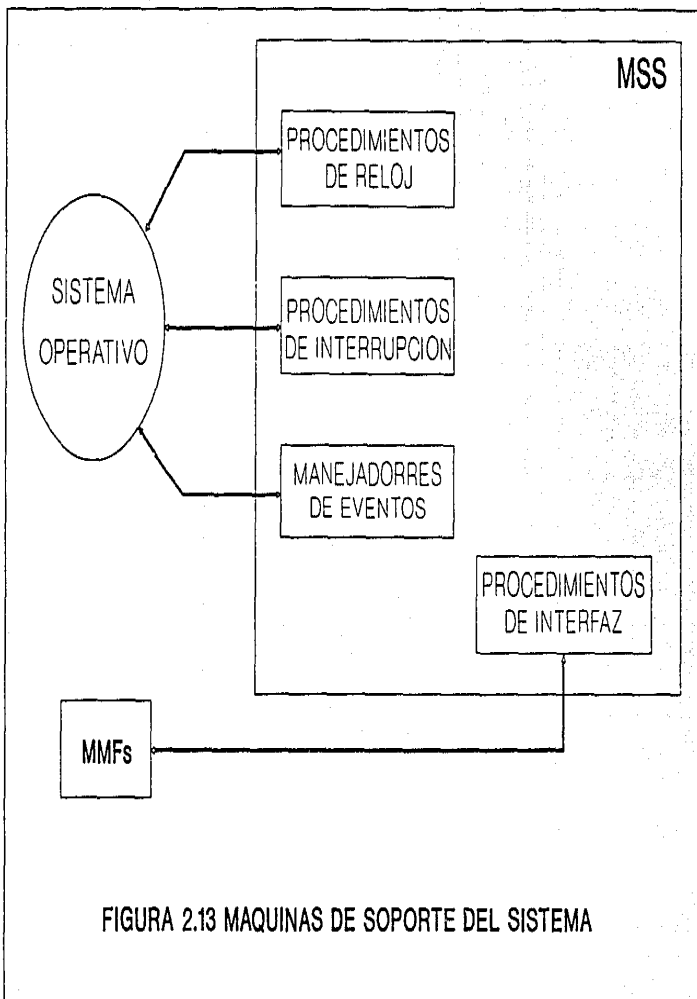 MSS
PROCEDIMIENTOS
DE RELOJ
SISTEMA
OPERATIVO
PROCEDIMIENTOS
DE INTERRUPCION
MANEJADORRES
DE EVENTOS
PROCEDIMIENTOS
DE INTERFAZ
MMFs
FIGURA 2.13 MAQUINAS DE SOPORTE DEL SISTEMA